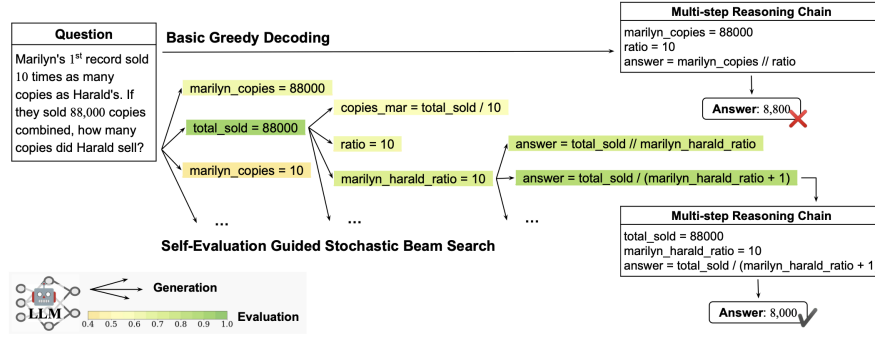 Question
Marilyn's 1st record sold
10 times as many
copies as Harald's. If
they sold 88,000 copies
combined, how many
copies did Harald sell?
Basic Greedy Decoding
Multi-step Reasoning Chain
marilyn_copies = 88000
ratio = 10
answer = marilyn_copies // ratio
Answer: 8,800
marilyn_copies = 88000
total_sold = 88000
marilyn_copies = 10
...
copies_mar = total_sold / 10
ratio = 10
marilyn_harald_ratio = 10
...
answer = total_sold // marilyn_harald_ratio
answer = total_sold / (marilyn_harald_ratio + 1)
...
Self-Evaluation Guided Stochastic Beam Search
Multi-step Reasoning Chain
total_sold = 88000
marilyn_harald_ratio = 10
answer = total_sold / (marilyn_harald_ratio + 1
Answer: 8,000
LLM
Generation
0.4 0.5 0.6 0.7 0.8 0.9 1.0
Evaluation